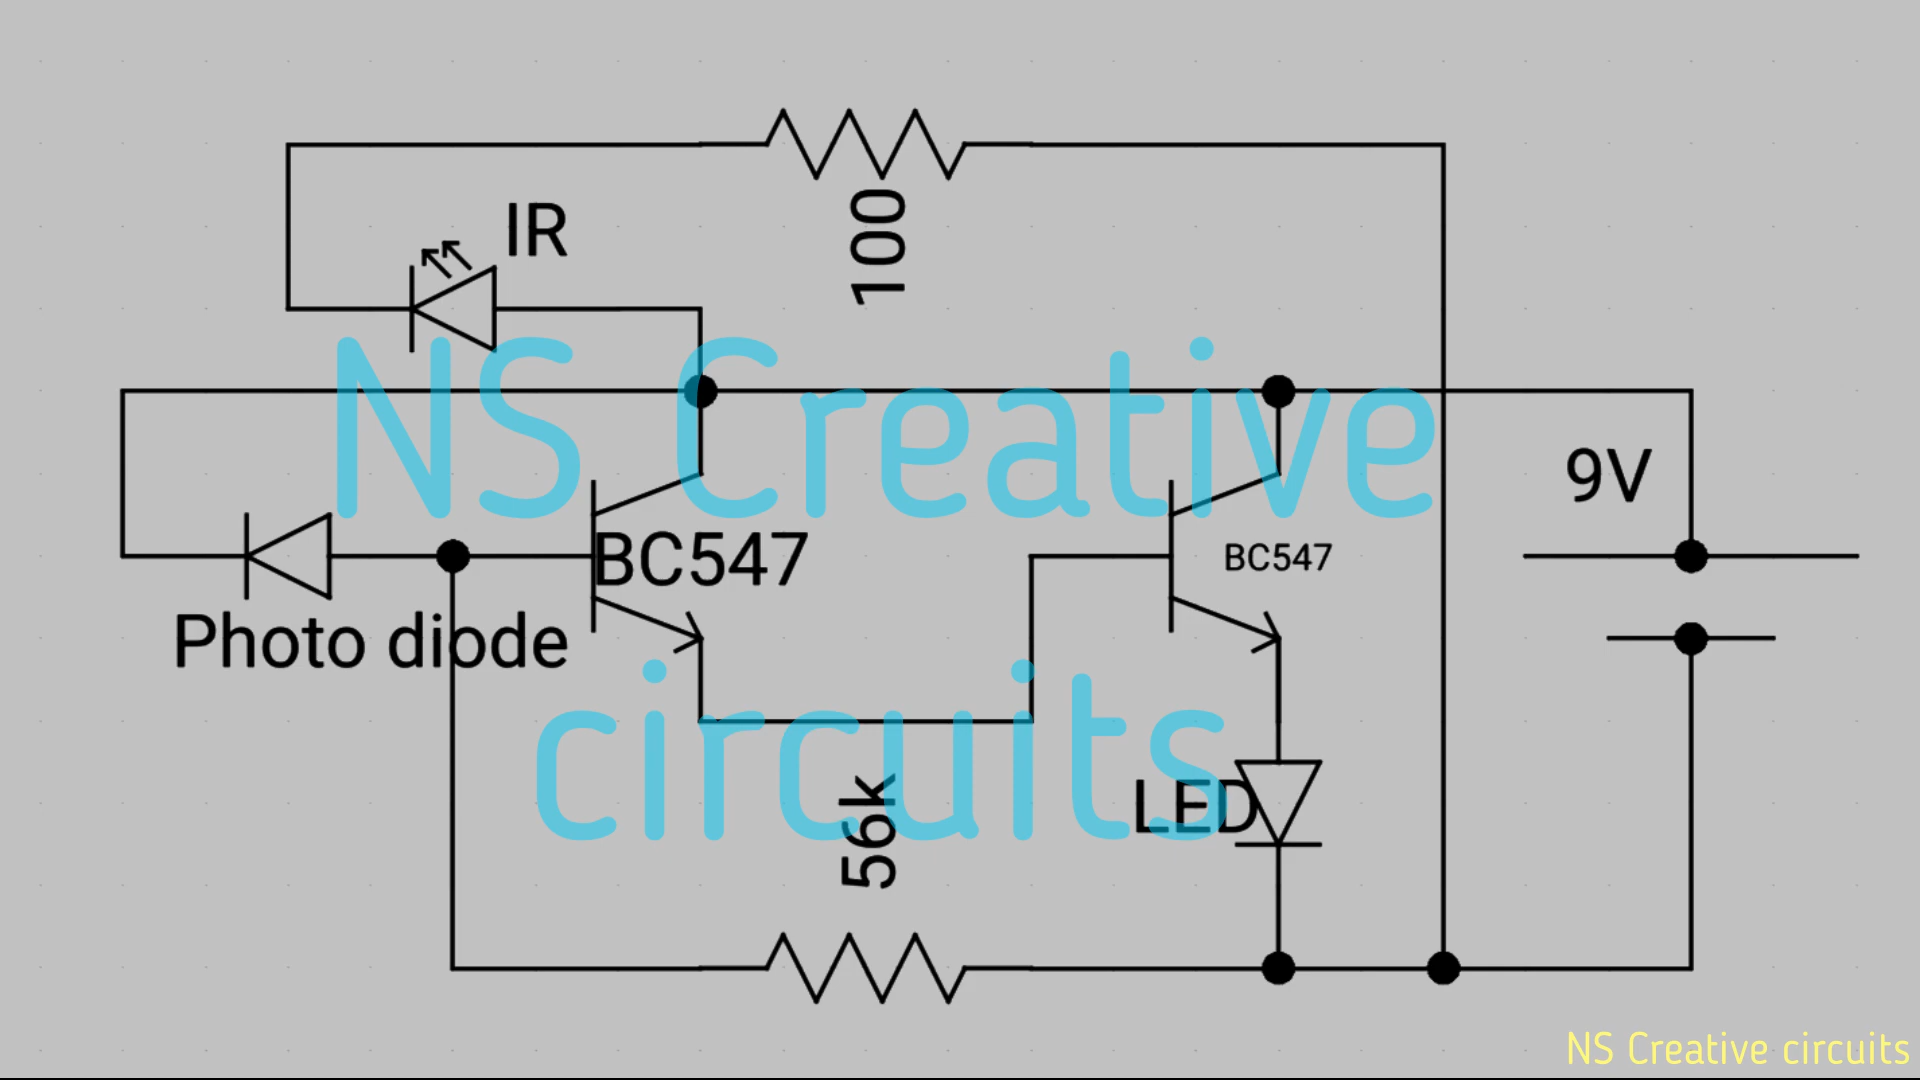 IR
100
NS Creative
9V
BC547
BC547
Photo diode
circuits
56k
LED
NS Creative circuits